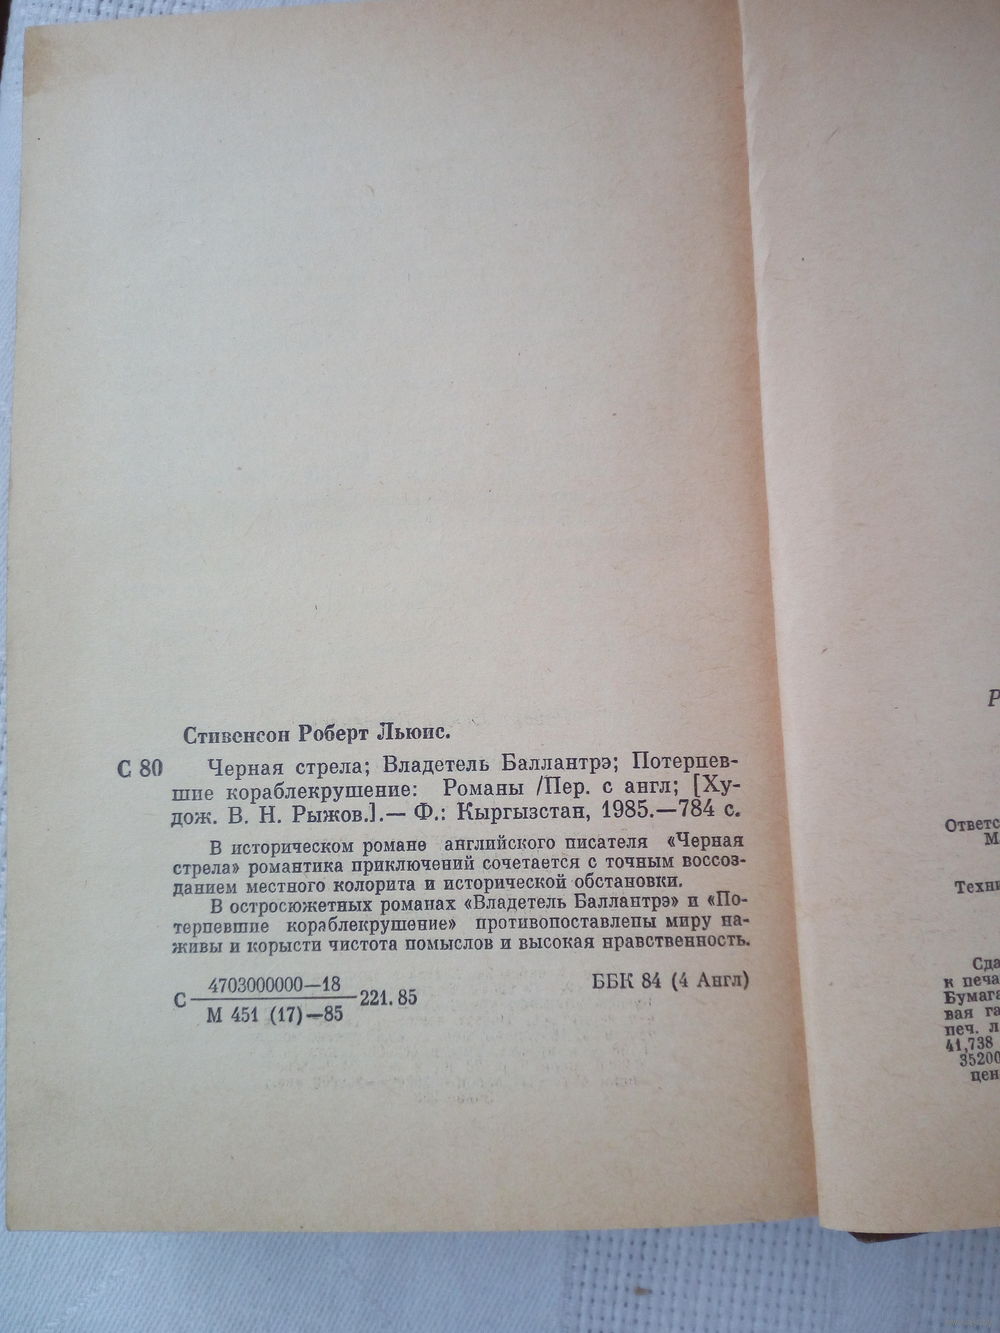 Стивенсон Роберт Льюис.
С 80 Черная стрела; Владетель Баллантрэ; Потерпев-
шие кораблекрушение: Романы /Пер. с англ; [Ху-
дож. В. Н. Рыжов.].— Ф.: Кыргызстан, 1985.—784 с.
В историческом романе английского писателя «Черная
стрела» романтика приключений сочетается с точным воссоз-
данием местного колорита и исторической обстановки.
В остросюжетных романах «Владетель Баллантрэ» и «По-
терпевшие кораблекрушение» противопоставлены миру на-
живы и корысти чистота помыслов и высокая нравственность.
4703000000—18
С 221. 85
М 451 (17)—85
ББК 84 (4 Англ)
Р
Ответс
М
Техни
Сда
к печа
Бумага
вая га
печ. л
41,738
35200
цен